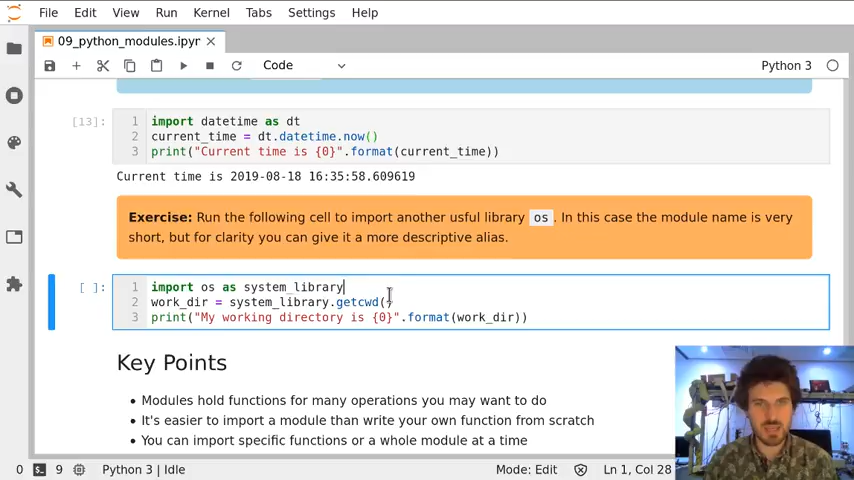 File Edit View Run Kernel Tabs Settings Help
09_python_modules.ipyr
Code Python 3
[13]: 1 import datetime as dt
2 current_time = dt.datetime.now()
3 print("Current time is {0}".format(current_time))
Current time is 2019-08-18 16:35:58.609619
Exercise: Run the following cell to import another usful library os . In this case the module name is very
short, but for clarity you can give it a more descriptive alias.
[ ]: 1 import os as system_library
2 work_dir = system_library.getcwd()
3 print("My working directory is {0}".format(work_dir))
Key Points
• Modules hold functions for many operations you may want to do
• It's easier to import a module than write your own function from scratch
• You can import specific functions or a whole module at a time
0 9 Python 3 | Idle Mode: Edit Ln 1, Col 28